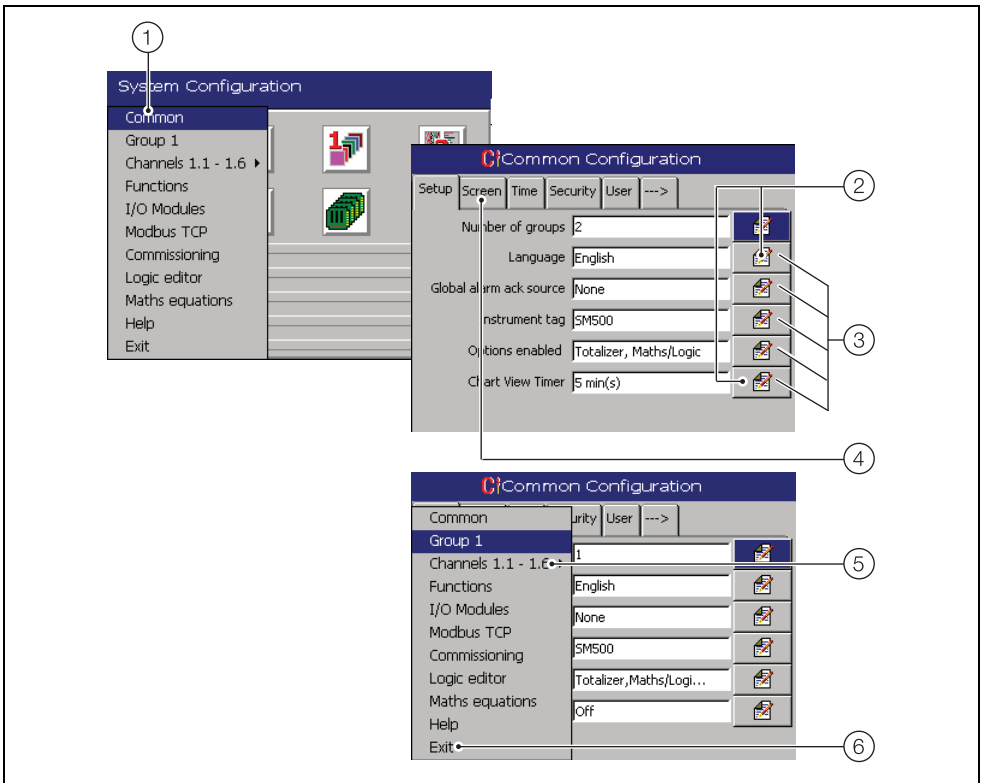 1
System Configuration
Common
Group 1
Channels 1.1 - 1.6
Functions
I/O Modules
Modbus TCP
Commissioning
Logic editor
Maths equations
Help
Exit
1
Common Configuration
Setup Screen Time Security User --->
2
Number of groups 2
Language English
Global alarm ack source None
Instrument tag SM500
3
Options enabled Totalizer, Maths/Logic
Chart View Timer 5 min(s)
4
Common Configuration
Common urity User --->
Group 1 1
Channels 1.1 - 1.6
5
Functions English
I/O Modules None
Modbus TCP
Commissioning SM500
Logic editor Totalizer,Maths/Logi...
Maths equations Off
Help
Exit
6